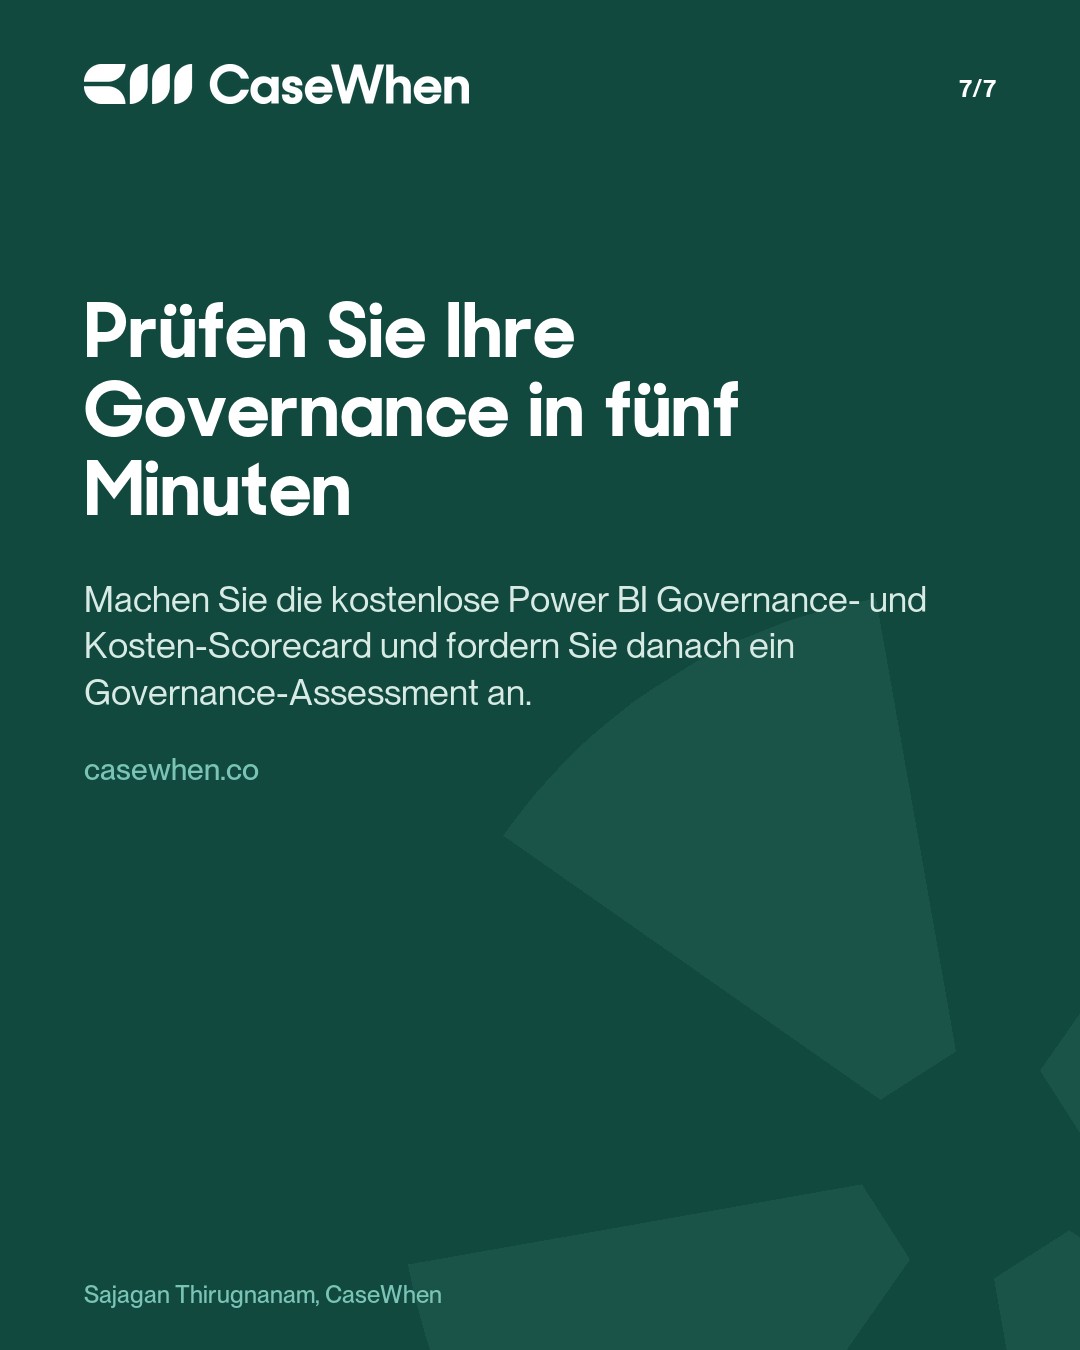 CaseWhen
7/7
Prüfen Sie Ihre
Governance in fünf
Minuten
Machen Sie die kostenlose Power BI Governance- und
Kosten-Scorecard und fordern Sie danach ein
Governance-Assessment an.
casewhen.co
Sajagan Thirugnanam, CaseWhen